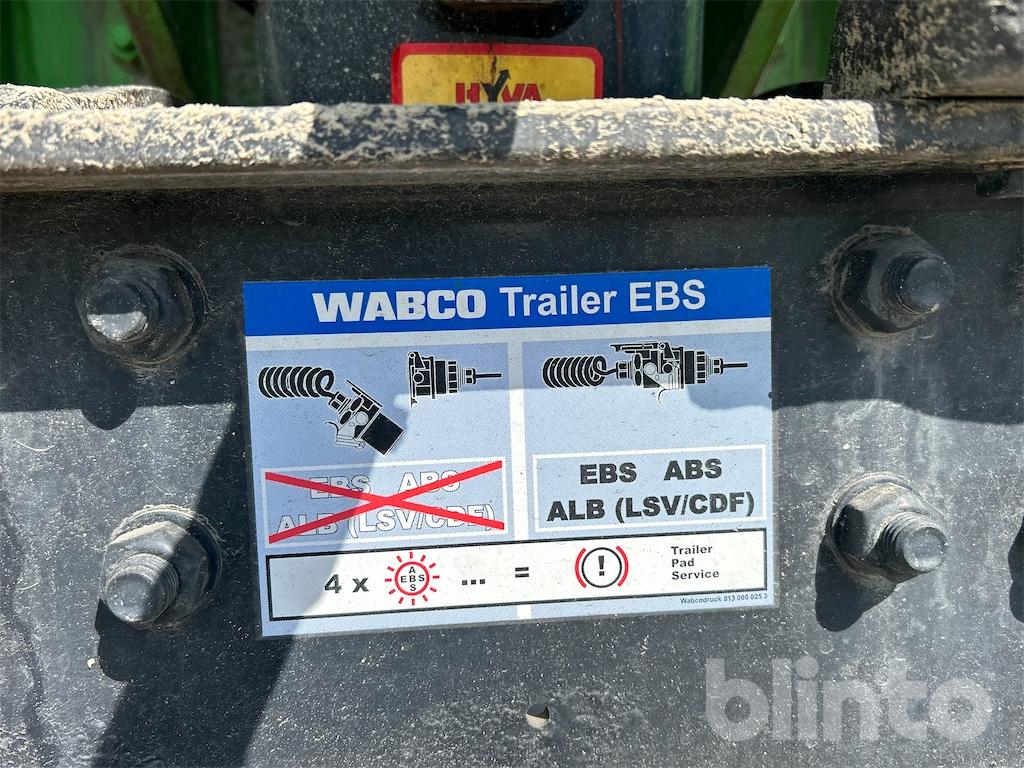 HYVA
WABCO Trailer EBS
EBS ABS
ALB (LSV/CDF)
EBS ABS
ALB (LSV/CDF)
4 x A EBS S ... = (!) Trailer
Pad
Service
Wabcodruck 813 000 025 3
blinto